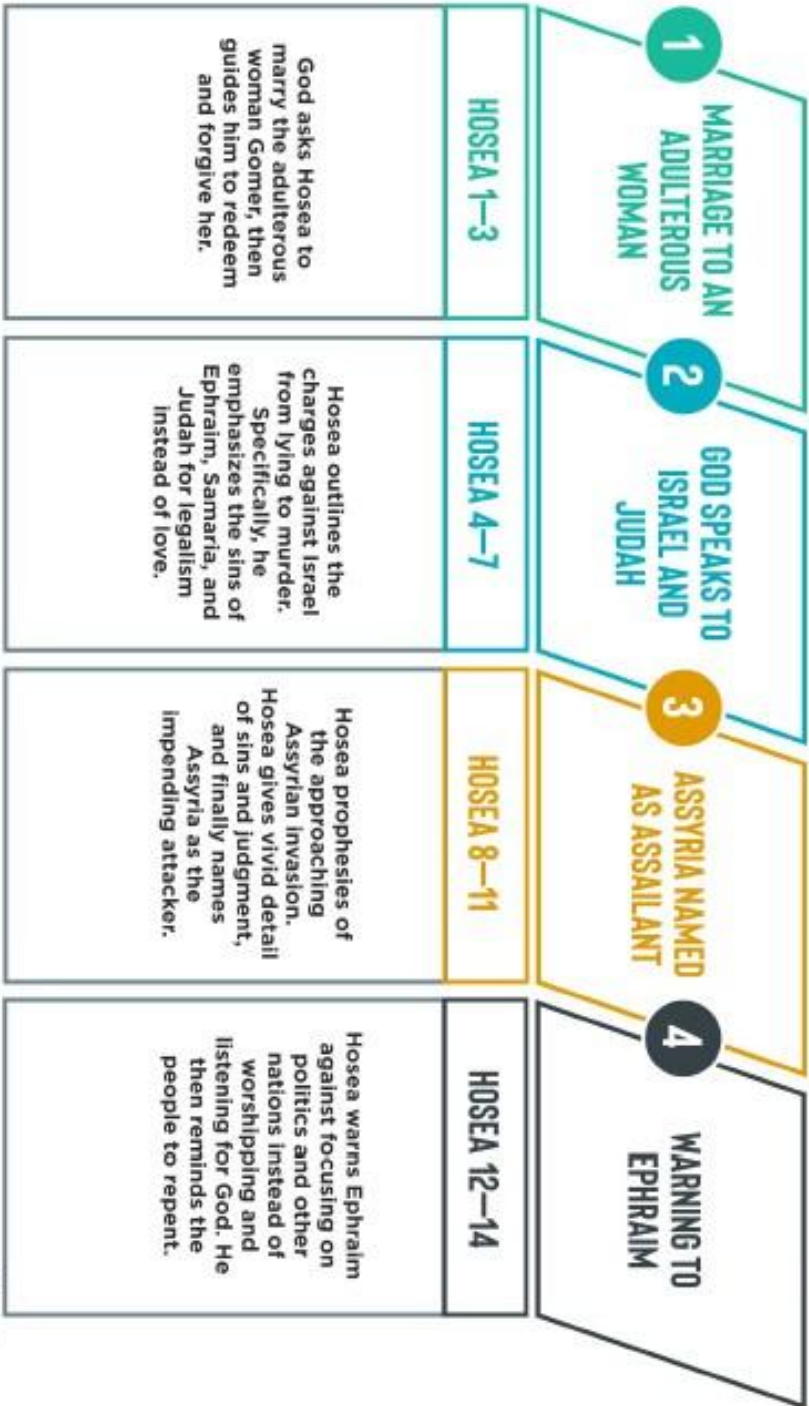 1
MARRIAGE TO AN
ADULTEROUS
WOMAN
HOSEA 1—3
God asks Hosea to
marry the adulterous
woman Gomer, then
guides him to redeem
and forgive her.
2
GOD SPEAKS TO
ISRAEL AND
JUDAH
HOSEA 4—7
Hosea outlines the
charges against Israel
from lying to murder.
Specifically, he
emphasizes the sins of
Ephraim, Samaria, and
Judah for legalism
instead of love.
3
ASSYRIA NAMED
AS ASSAILANT
HOSEA 8—11
Hosea prophesies of
the approaching
Assyrian invasion.
Hosea gives vivid detail
of sins and judgment,
and finally names
Assyria as the
impending attacker.
4
WARNING TO
EPHRAIM
HOSEA 12—14
Hosea warns Ephraim
against focusing on
politics and other
nations instead of
worshipping and
listening for God. He
then reminds the
people to repent.